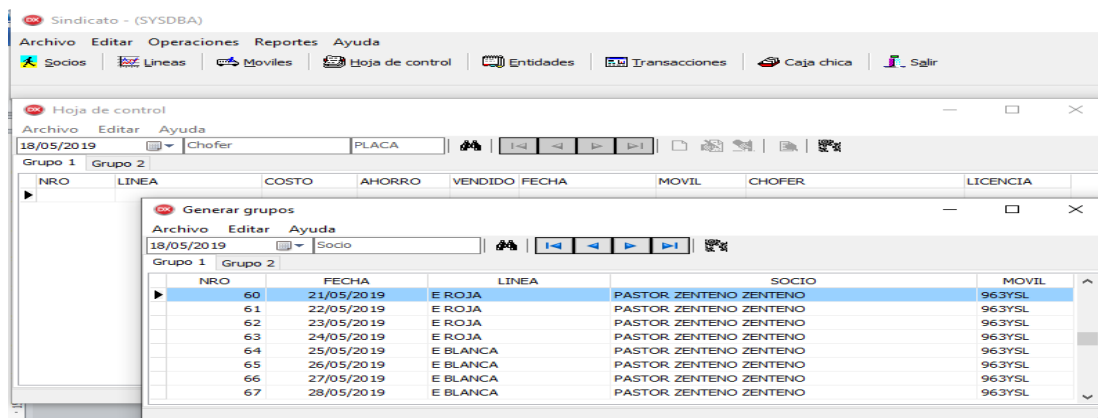 Sindicato - (SYSDBA)
Archivo Editar Operaciones Reportes Ayuda
Socios Lineas Moviles Hoja de control Entidades Transacciones Caja chica Salir
Hoja de control
Archivo Editar Ayuda
18/05/2019 Chofer PLACA
Grupo 1 Grupo 2
NRO LINEA COSTO AHORRO VENDIDO FECHA MOVIL CHOFER LICENCIA
Generar grupos
Archivo Editar Ayuda
18/05/2019 Socio
Grupo 1 Grupo 2
NRO FECHA LINEA SOCIO MOVIL
60 21/05/2019 E ROJA PASTOR ZENTENO ZENTENO 963YSL
61 22/05/2019 E ROJA PASTOR ZENTENO ZENTENO 963YSL
62 23/05/2019 E ROJA PASTOR ZENTENO ZENTENO 963YSL
63 24/05/2019 E ROJA PASTOR ZENTENO ZENTENO 963YSL
64 25/05/2019 E BLANCA PASTOR ZENTENO ZENTENO 963YSL
65 26/05/2019 E BLANCA PASTOR ZENTENO ZENTENO 963YSL
66 27/05/2019 E BLANCA PASTOR ZENTENO ZENTENO 963YSL
67 28/05/2019 E BLANCA PASTOR ZENTENO ZENTENO 963YSL